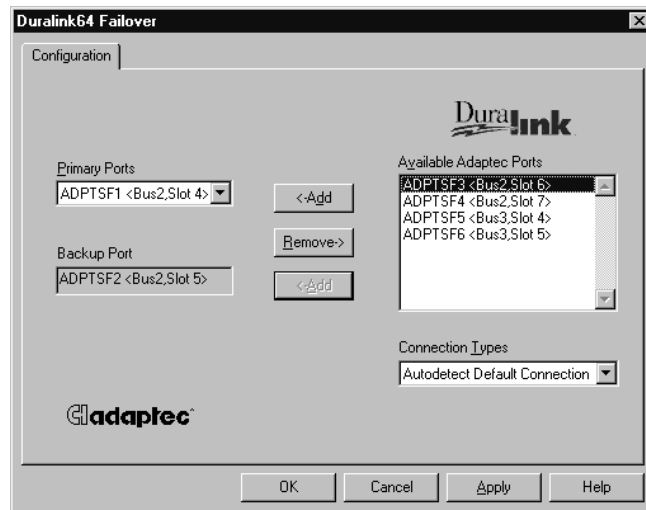 Duralink64 Failover
Configuration
Duralink
Primary Ports
ADPTSF1 <Bus2,Slot 4>
<-Add
Remove->
Backup Port
ADPTSF2 <Bus2,Slot 5>
<-Add
Available Adaptec Ports
ADPTSF3 <Bus2,Slot 6>
ADPTSF4 <Bus2,Slot 7>
ADPTSF5 <Bus3,Slot 4>
ADPTSF6 <Bus3,Slot 5>
Connection Types
Autodetect Default Connection
adaptec
OK
Cancel
Apply
Help